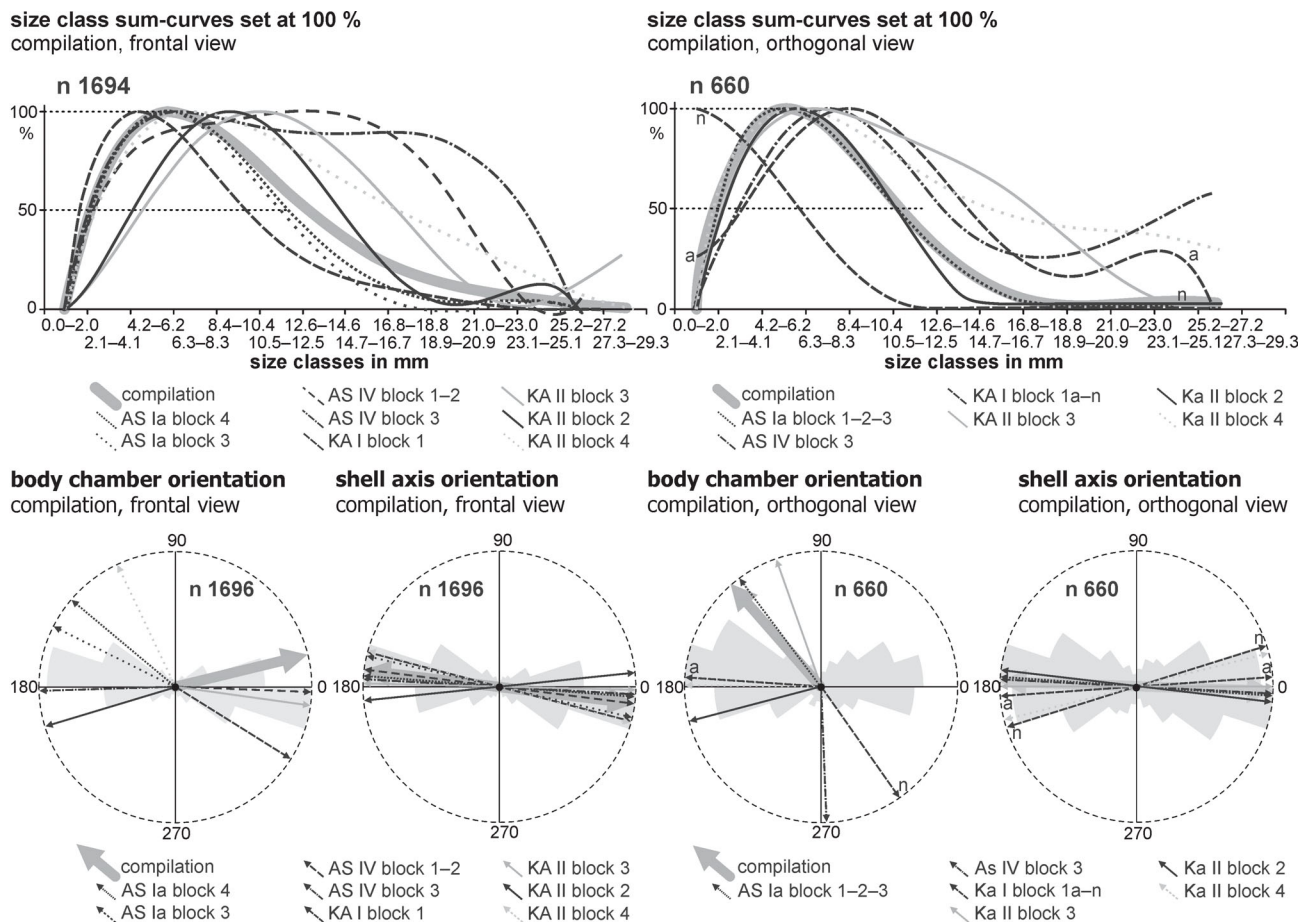 size class sum-curves set at 100 %
compilation, frontal view
n 1694
100
%
50
0
0.0–2.0 4.2–6.2 8.4–10.4 12.6 14.6 16.8 18.8 21.0 23.0 25.2 27.2
2.1–4.1 6.3–8.3 10.5–12.5 14.7–16.7 18.9–20.9 23.1–25.1 27.3–29.3
size classes in mm
compilation
AS Ia block 4
AS Ia block 3
AS IV block 1–2
AS IV block 3
KA I block 1
KA II block 3
KA II block 2
KA II block 4
size class sum-curves set at 100 %
compilation, orthogonal view
n 660
100
%
50
0
n
a
a
n
0.0–2.0 4.2–6.2 8.4–10.4 12.6 14.6 16.8 18.8 21.0 23.0 25.2 27.2
2.1–4.1 6.3–8.3 10.5–12.5 14.7–16.7 18.9–20.9 23.1–25.1 27.3–29.3
size classes in mm
compilation
AS Ia block 1–2–3
AS IV block 3
KA I block 1a–n
KA II block 3
Ka II block 2
Ka II block 4
body chamber orientation
compilation, frontal view
90
n 1696
180
0
270
shell axis orientation
compilation, frontal view
90
n 1696
180
0
270
compilation
AS Ia block 4
AS Ia block 3
AS IV block 1–2
AS IV block 3
KA I block 1
KA II block 3
KA II block 2
KA II block 4
body chamber orientation
compilation, orthogonal view
90
n 660
a
180
0
n
270
shell axis orientation
compilation, orthogonal view
90
n 660
n
a
180
0
a
n
270
compilation
AS Ia block 1–2–3
As IV block 3
Ka I block 1a–n
Ka II block 3
Ka II block 2
Ka II block 4